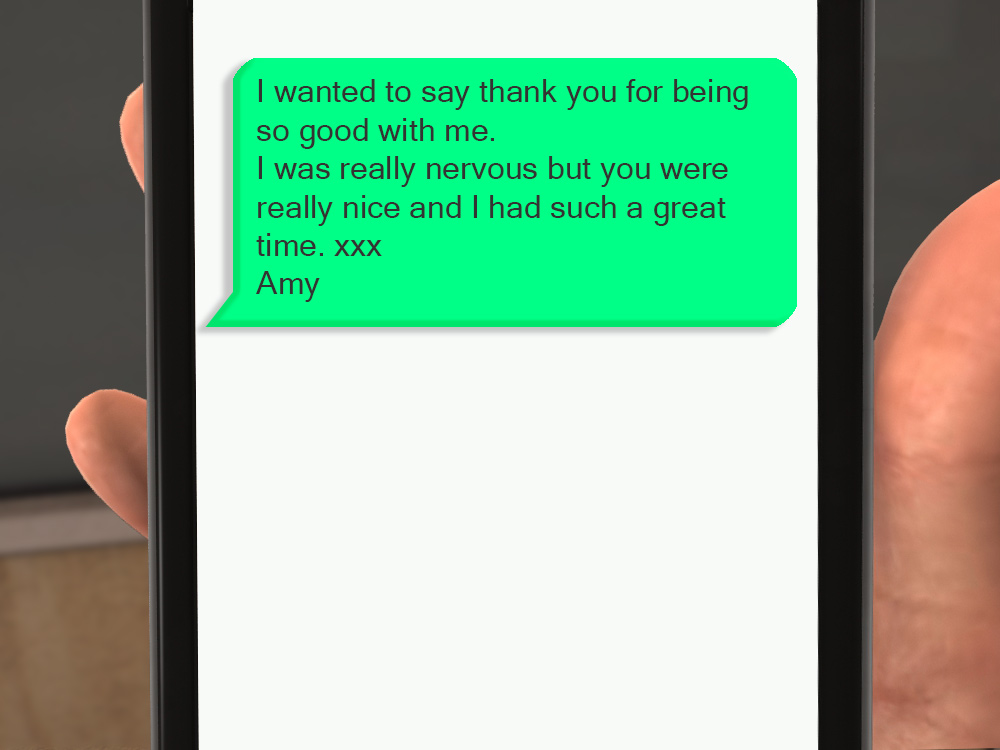 I wanted to say thank you for being
so good with me.
I was really nervous but you were
really nice and I had such a great
time. xxx
Amy